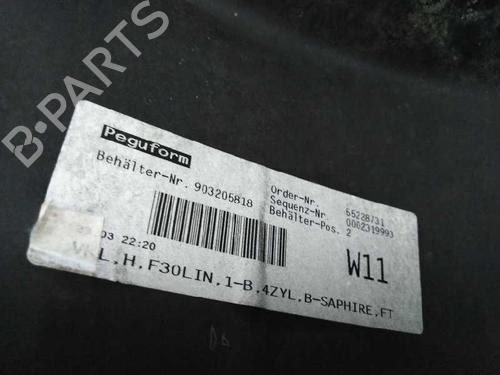 B-PARTS
Peguform
Behälter-Nr. 903205818
Order-Nr. 65228731
Sequenz-Nr 0002319993
Behälter-Pos. 2
03 22:20
W11
L.H.F30LIN.1-B.4ZYL.B-SAPHIRE.FT